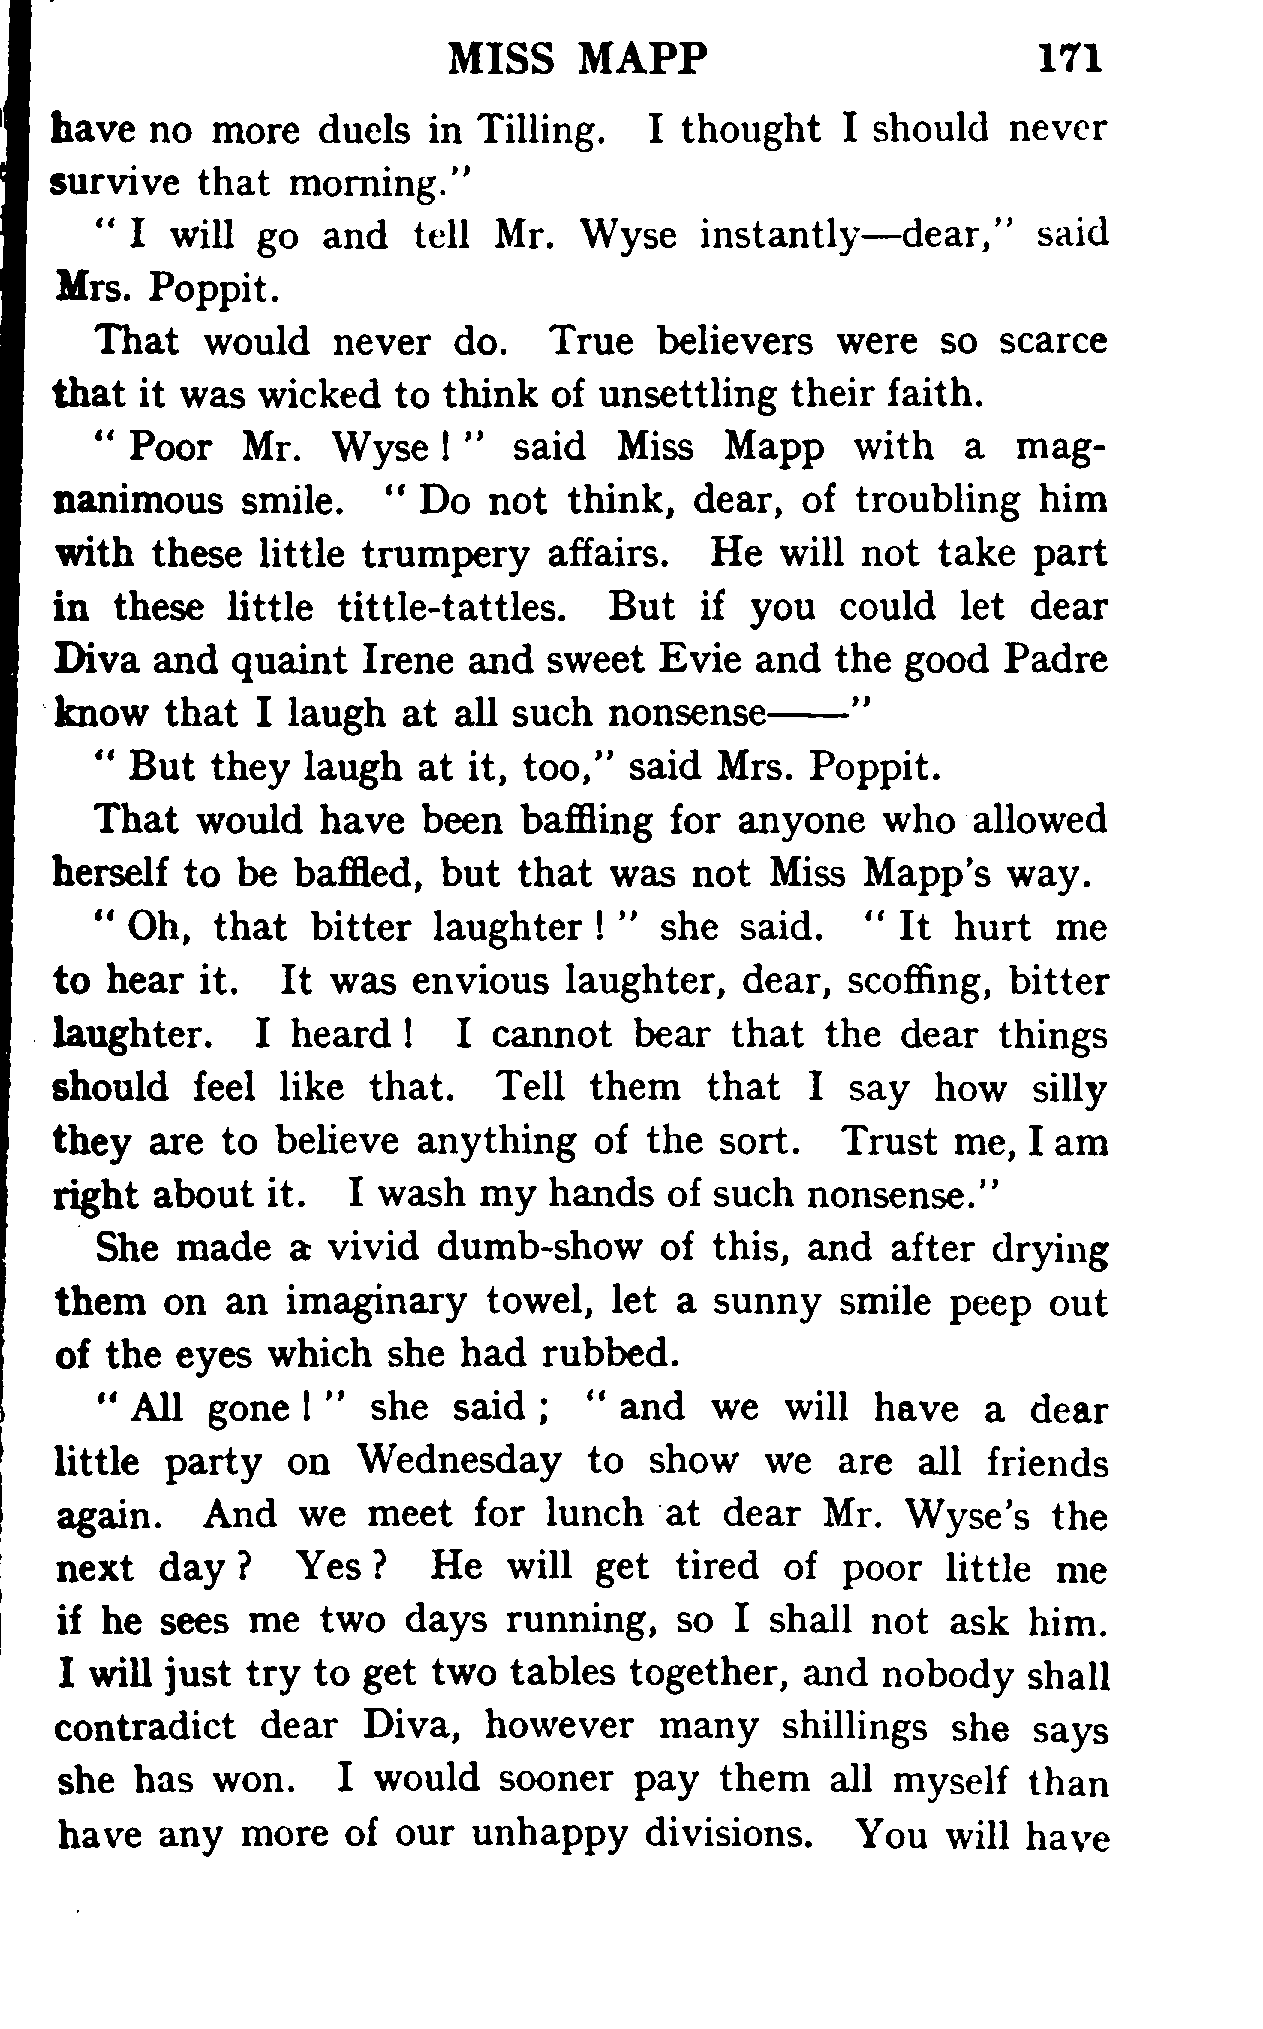 MISS MAPP 171
have no more duels in Tilling. I thought I should never
survive that morning."
" I will go and tell Mr. Wyse instantly—dear," said
Mrs. Poppit.
That would never do. True believers were so scarce
that it was wicked to think of unsettling their faith.
" Poor Mr. Wyse ! " said Miss Mapp with a mag-
nanimous smile. " Do not think, dear, of troubling him
with these little trumpery affairs. He will not take part
in these little tittle-tattles. But if you could let dear
Diva and quaint Irene and sweet Evie and the good Padre
know that I laugh at all such nonsense——"
" But they laugh at it, too," said Mrs. Poppit.
That would have been baffling for anyone who allowed
herself to be baffled, but that was not Miss Mapp's way.
" Oh, that bitter laughter ! " she said. " It hurt me
to hear it. It was envious laughter, dear, scoffing, bitter
laughter. I heard ! I cannot bear that the dear things
should feel like that. Tell them that I say how silly
they are to believe anything of the sort. Trust me, I am
right about it. I wash my hands of such nonsense."
She made a vivid dumb-show of this, and after drying
them on an imaginary towel, let a sunny smile peep out
of the eyes which she had rubbed.
" All gone ! " she said ; " and we will have a dear
little party on Wednesday to show we are all friends
again. And we meet for lunch at dear Mr. Wyse's the
next day ? Yes ? He will get tired of poor little me
if he sees me two days running, so I shall not ask him.
I will just try to get two tables together, and nobody shall
contradict dear Diva, however many shillings she says
she has won. I would sooner pay them all myself than
have any more of our unhappy divisions. You will have